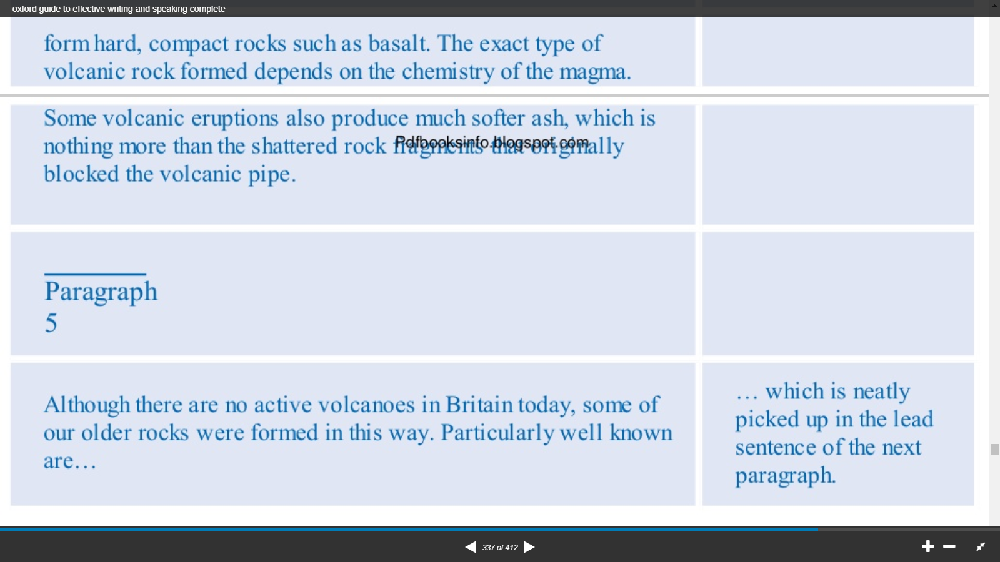 oxford guide to effective writing and speaking complete
form hard, compact rocks such as basalt. The exact type of
volcanic rock formed depends on the chemistry of the magma.
Some volcanic eruptions also produce much softer ash, which is
nothing more than the shattered rock fragments that originally
Pdfbooksinfo.blogspot.com
blocked the volcanic pipe.
Paragraph
5
Although there are no active volcanoes in Britain today, some of
our older rocks were formed in this way. Particularly well known
are…
… which is neatly
picked up in the lead
sentence of the next
paragraph.
337 of 412